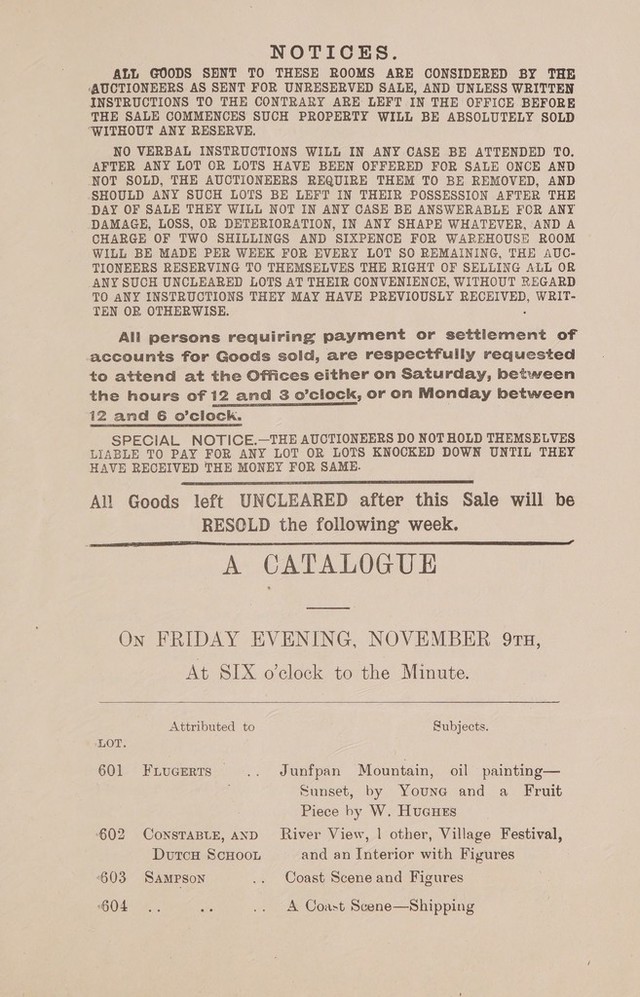 NOTICES.
ALL GOODS SENT TO THESE ROOMS ARE CONSIDERED BY THE
AUCTIONEERS AS SENT FOR UNRESERVED SALE, AND UNLESS WRITTEN
INSTRUCTIONS TO THE CONTRARY ARE LEFT IN THE OFFICE BEFORE
THE SALE COMMENCES SUCH PROPERTY WILL BE ABSOLUTELY SOLD
WITHOUT ANY RESERVE.
NO VERBAL INSTRUCTIONS WILL IN ANY CASE BE ATTENDED TO.
AFTER ANY LOT OR LOTS HAVE BEEN OFFERED FOR SALE ONCE AND
NOT SOLD, THE AUCTIONEERS REQUIRE THEM TO BE REMOVED, AND
SHOULD ANY SUCH LOTS BE LEFT IN THEIR POSSESSION AFTER THE
DAY OF SALE THEY WILL NOT IN ANY CASE BE ANSWERABLE FOR ANY
DAMAGE, LOSS, OR DETERIORATION, IN ANY SHAPE WHATEVER, AND A
CHARGE OF TWO SHILLINGS AND SIXPENCE FOR WAREHOUSE ROOM
WILL BE MADE PER WEEK FOR EVERY LOT SO REMAINING, THE AUC-
TIONEERS RESERVING TO THEMSELVES THE RIGHT OF SELLING ALL OR
ANY SUCH UNCLEARED LOTS AT THEIR CONVENIENCE, WITHOUT REGARD
TO ANY INSTRUCTIONS THEY MAY HAVE PREVIOUSLY RECEIVED, WRIT-
TEN OR OTHERWISE.
All persons requiring payment or settlement of
accounts for Goods sold, are respectfully requested
to attend at the Offices either on Saturday, between
the hours of 12 and 3 o'clock, or on Monday between
12 and 6 o'clock.
SPECIAL NOTICE.—THE AUCTIONEERS DO NOT HOLD THEMSELVES
LIABLE TO PAY FOR ANY LOT OR LOTS KNOCKED DOWN UNTIL THEY
HAVE RECEIVED THE MONEY FOR SAME.
All Goods left UNCLEARED after this Sale will be
RESOLD the following week.
A CATALOGUE
ON FRIDAY EVENING, NOVEMBER 9TH,
At SIX o'clock to the Minute.
Attributed to Subjects.
LOT.
601 FLUGERTS .. Junfpan Mountain, oil painting—
Sunset, by YOUNG and a Fruit
Piece by W. HUGHES
602 CONSTABLE, AND River View, 1 other, Village Festival,
DUTCH SCHOOL and an Interior with Figures
603 SAMPSON .. Coast Scene and Figures
604 .. .. .. A Coast Scene—Shipping